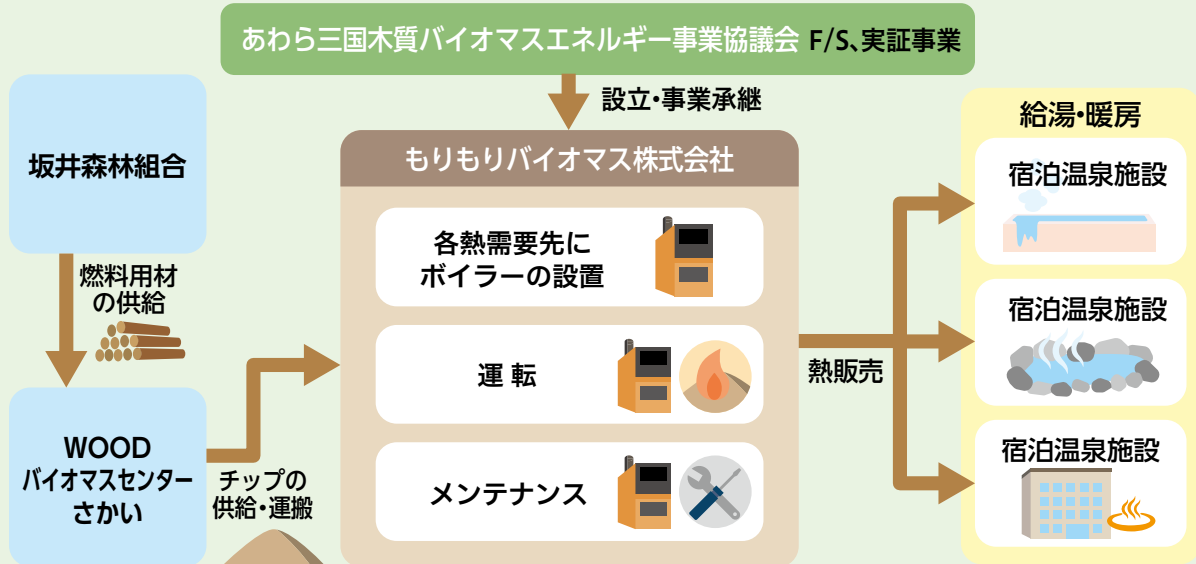 あわら三国木質バイオマスエネルギー事業協議会 F/S、実証事業
設立・事業承継
坂井森林組合
燃料用材
の供給
WOOD
バイオマスセンター
さかい
チップの
供給・運搬
もりもりバイオマス株式会社
各熱需要先に
ボイラーの設置
運 転
メンテナンス
熱販売
給湯・暖房
宿泊温泉施設
宿泊温泉施設
宿泊温泉施設